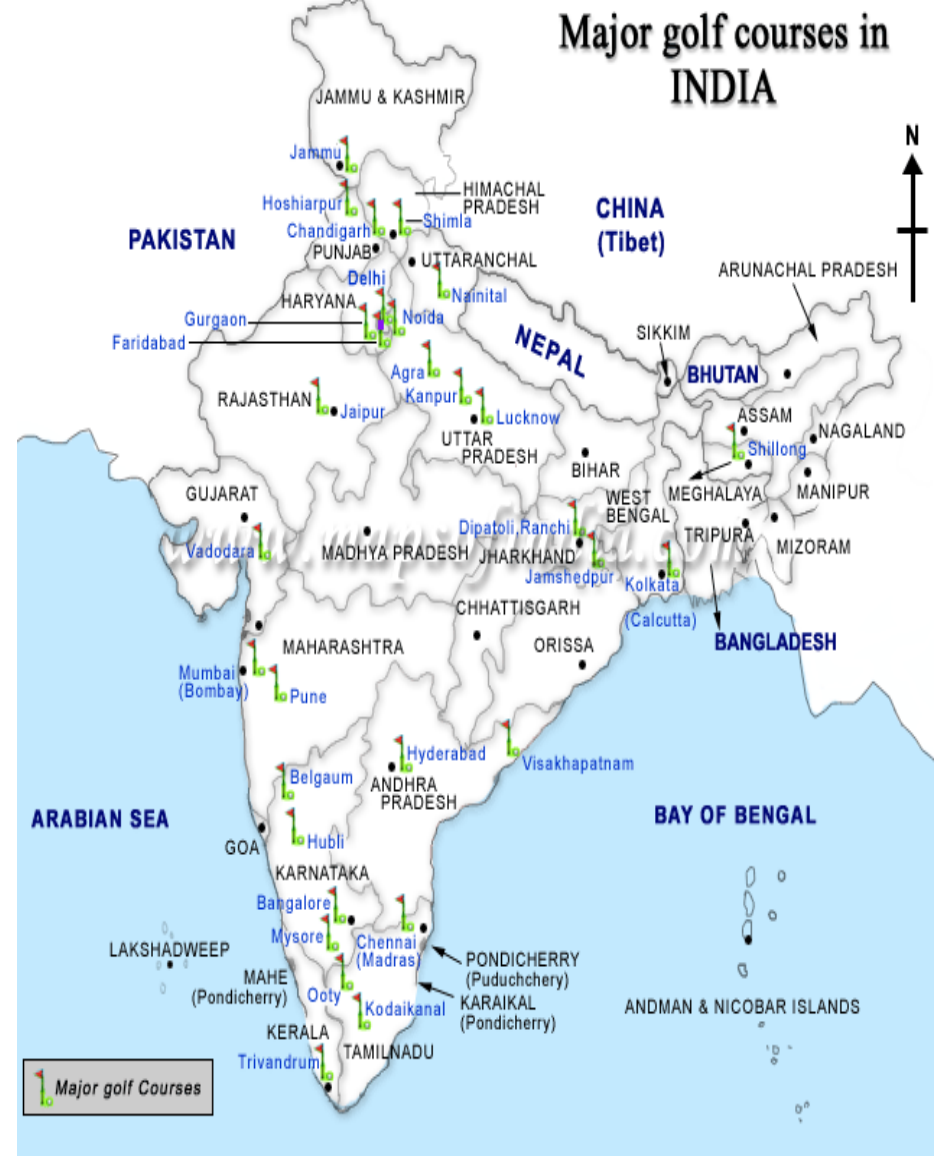 Major golf courses in
INDIA
N
JAMMU & KASHMIR
Jammu
HIMACHAL
PRADESH
Hoshiarpur
Shimla
Chandigarh
CHINA
(Tibet)
PAKISTAN
PUNJAB
UTTARANCHAL
ARUNACHAL PRADESH
Delhi
HARYANA
Nainital
Gurgaon
Noida
Faridabad
SIKKIM
NEPAL
BHUTAN
Agra
Kanpur
RAJASTHAN
Jaipur
Lucknow
ASSAM
NAGALAND
UTTAR
PRADESH
Shillong
BIHAR
GUJARAT
WEST
BENGAL
MEGHALAYA
MANIPUR
Dipatoli,Ranchi
TRIPURA
MIZORAM
www.mapsofindia.com
Vadodara
MADHYA PRADESH
JHARKHAND
Jamshedpur
Kolkata
(Calcutta)
CHHATTISGARH
ORISSA
BANGLADESH
MAHARASHTRA
Mumbai
(Bombay)
Pune
Hyderabad
Visakhapatnam
Belgaum
ANDHRA
PRADESH
ARABIAN SEA
BAY OF BENGAL
Hubli
GOA
KARNATAKA
Bangalore
Mysore
Chennai
(Madras)
LAKSHADWEEP
PONDICHERRY
(Puduchchery)
MAHE
(Pondicherry)
Ooty
Kodaikanal
KARAIKAL
(Pondicherry)
ANDMAN & NICOBAR ISLANDS
KERALA
TAMILNADU
Trivandrum
Major golf Courses